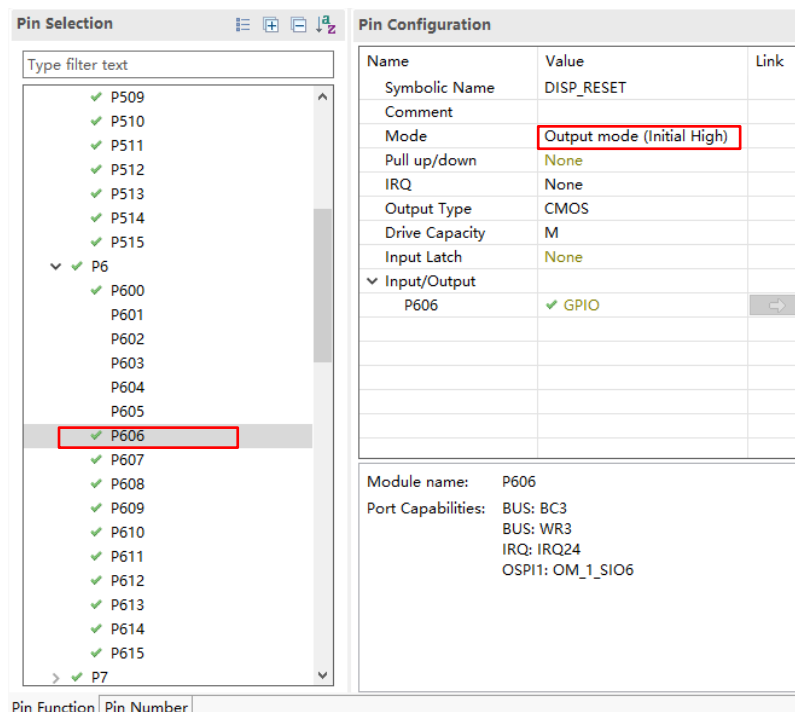 Pin Selection
Type filter text
P509
P510
P511
P512
P513
P514
P515
P6
P600
P601
P602
P603
P604
P605
P606
P607
P608
P609
P610
P611
P612
P613
P614
P615
P7
Pin Function Pin Number
Pin Configuration
Name Value Link
Symbolic Name DISP_RESET
Comment
Mode Output mode (Initial High)
Pull up/down None
IRQ None
Output Type CMOS
Drive Capacity M
Input Latch None
Input/Output
P606 GPIO
Module name: P606
Port Capabilities: BUS: BC3
BUS: WR3
IRQ: IRQ24
OSPI1: OM_1_SIO6